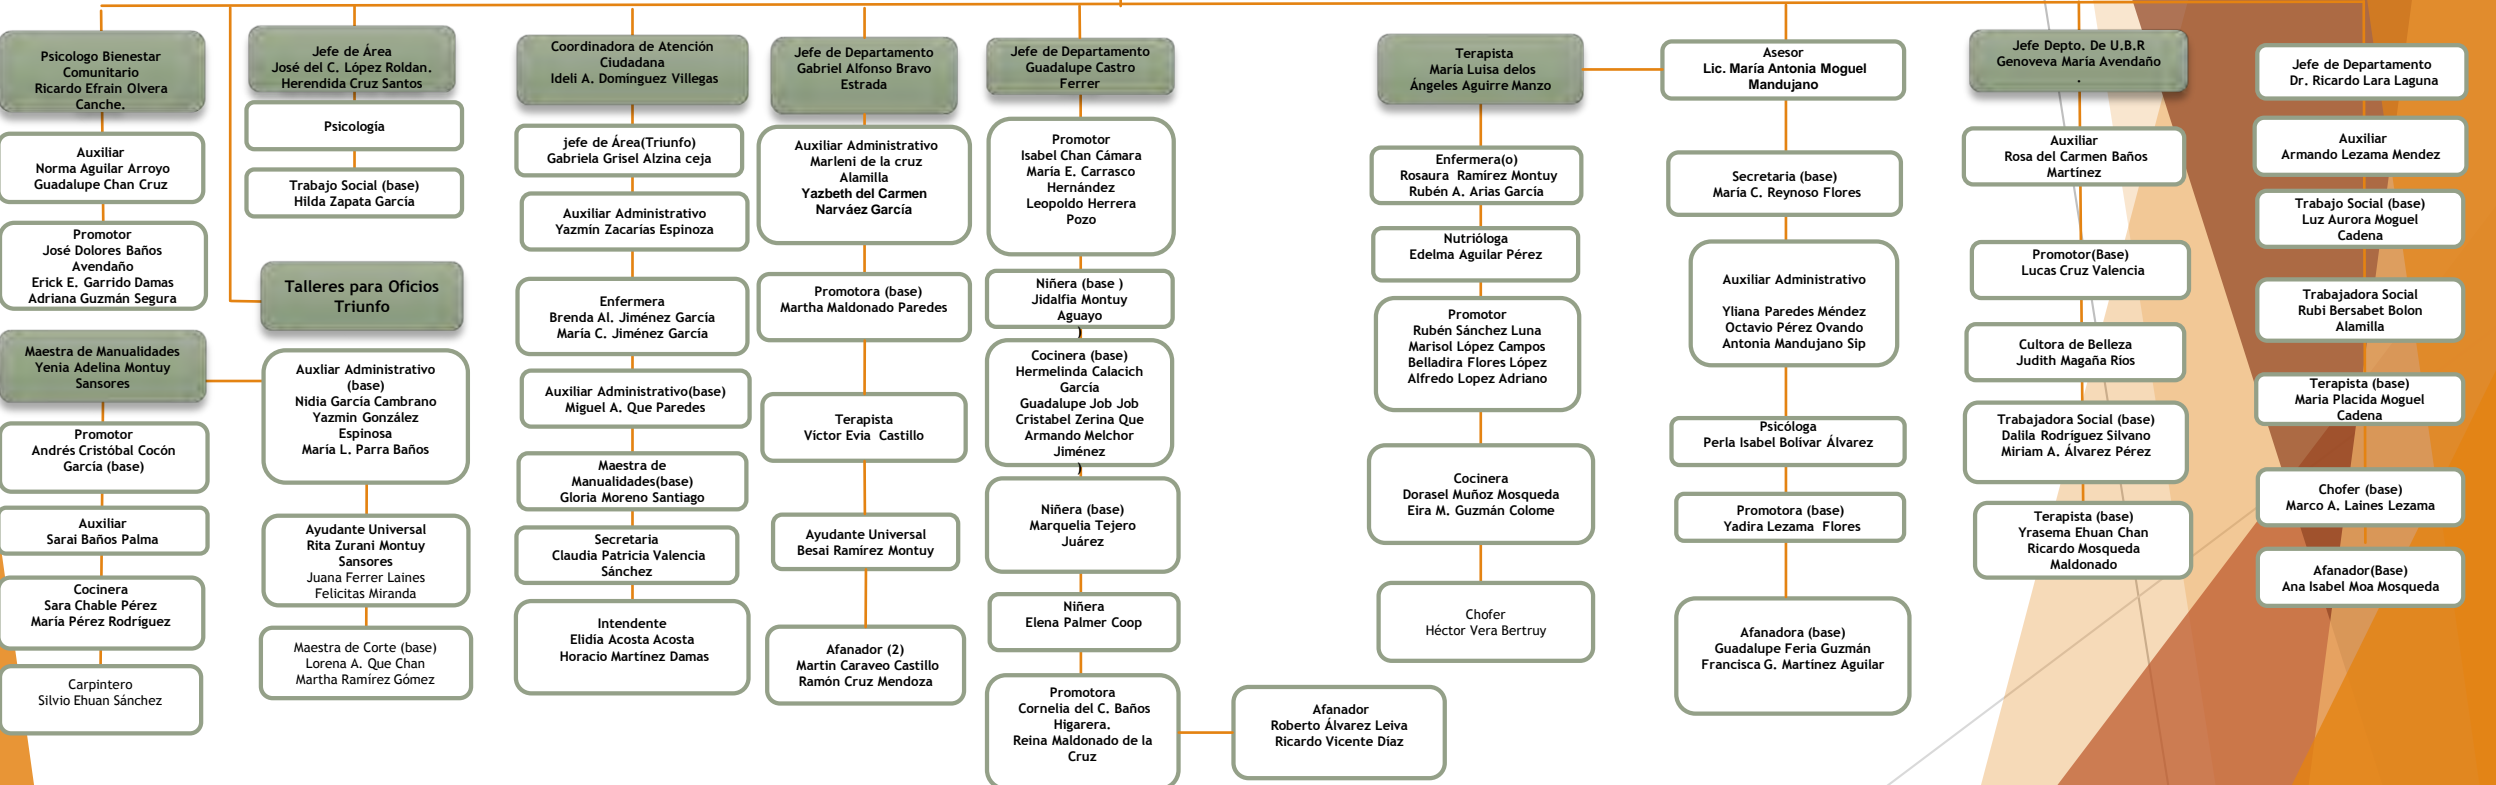 Psicologo Bienestar
Comunitario
Ricardo Efrain Olvera
Canche.
Auxiliar
Norma Aguilar Arroyo
Guadalupe Chan Cruz
Promotor
José Dolores Baños
Avendaño
Erick E. Garrido Damas
Adriana Guzmán Segura
Maestra de Manualidades
Yenia Adelina Montuy
Sansores
Promotor
Andrés Cristóbal Cocón
García (base)
Auxiliar
Sarai Baños Palma
Cocinera
Sara Chable Pérez
María Pérez Rodríguez
Carpintero
Silvio Ehuan Sánchez
Jefe de Área
José del C. López Roldan.
Herendida Cruz Santos
Psicología
Trabajo Social (base)
Hilda Zapata García
Talleres para Oficios
Triunfo
Auxliar Administrativo
(base)
Nidia García Cambrano
Yazmin González
Espinosa
María L. Parra Baños
Ayudante Universal
Rita Zurani Montuy
Sansores
Juana Ferrer Laines
Felicitas Miranda
Maestra de Corte (base)
Lorena A. Que Chan
Martha Ramírez Gómez
Coordinadora de Atención
Ciudadana
Ideli A. Domínguez Villegas
jefe de Área(Triunfo)
Gabriela Grisel Alzina ceja
Auxiliar Administrativo
Yazmín Zacarías Espinoza
Enfermera
Brenda Al. Jiménez García
María C. Jiménez García
Auxiliar Administrativo(base)
Miguel A. Que Paredes
Maestra de
Manualidades(base)
Gloria Moreno Santiago
Secretaria
Claudia Patricia Valencia
Sánchez
Intendente
Elidia Acosta Acosta
Horacio Martínez Damas
Jefe de Departamento
Gabriel Alfonso Bravo
Estrada
Auxiliar Administrativo
Marleni de la cruz
Alamilla
Yazbeth del Carmen
Narváez García
Promotora (base)
Martha Maldonado Paredes
Terapista
Víctor Evia  Castillo
Ayudante Universal
Besai Ramírez Montuy
Afanador (2)
Martin Caraveo Castillo
Ramón Cruz Mendoza
Jefe de Departamento
Guadalupe Castro
Ferrer
Promotor
Isabel Chan Cámara
María E. Carrasco
Hernández
Leopoldo Herrera
Pozo
Niñera (base )
Jidalfia Montuy
Aguayo
)
Cocinera (base)
Hermelinda Calacich
García
Guadalupe Job Job
Cristabel Zerina Que
Armando Melchor
Jiménez
)
Niñera (base)
Marquelia Tejero
Juárez
Niñera
Elena Palmer Coop
Promotora
Cornelia del C. Baños
Higarera.
Reina Maldonado de la
Cruz
Afanador
Roberto Álvarez Leiva
Ricardo Vicente Díaz
Terapista
María Luisa delos
Ángeles Aguirre Manzo
Enfermera(o)
Rosaura  Ramírez Montuy
Rubén A. Arias García
Nutrióloga
Edelma Aguilar Pérez
Promotor
Rubén Sánchez Luna
Marisol López Campos
Belladira Flores López
Alfredo Lopez Adriano
Cocinera
Dorasel Muñoz Mosqueda
Eira M. Guzmán Colome
Chofer
Héctor Vera Bertruy
Asesor
Lic. María Antonia Moguel
Mandujano
Secretaria (base)
María C. Reynoso Flores
Auxiliar Administrativo
Yliana Paredes Méndez
Octavio Pérez Ovando
Antonia Mandujano Sip
Psicóloga
Perla Isabel Bolívar Álvarez
Promotora (base)
Yadira Lezama  Flores
Afanadora (base)
Guadalupe Feria Guzmán
Francisca G. Martínez Aguilar
Jefe Depto. De U.B.R
Genoveva María Avendaño
.
Auxiliar
Rosa del Carmen Baños
Martínez
Promotor(Base)
Lucas Cruz Valencia
Cultora de Belleza
Judith Magaña Ríos
Trabajadora Social (base)
Dalila Rodríguez Silvano
Miriam A. Álvarez Pérez
Terapista (base)
Yrasema Ehuan Chan
Ricardo Mosqueda
Maldonado
Jefe de Departamento
Dr. Ricardo Lara Laguna
Auxiliar
Armando Lezama Mendez
Trabajo Social (base)
Luz Aurora Moguel
Cadena
Trabajadora Social
Rubi Bersabet Bolon
Alamilla
Terapista (base)
Maria Placida Moguel
Cadena
Chofer (base)
Marco A. Laines Lezama
Afanador(Base)
Ana Isabel Moa Mosqueda